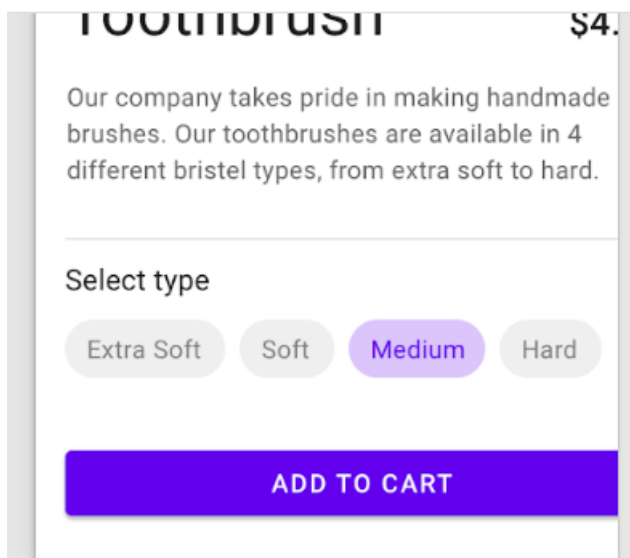 Toothbrush $4.
Our company takes pride in making handmade
brushes. Our toothbrushes are available in 4
different bristel types, from extra soft to hard.
Select type
Extra Soft Soft Medium Hard
ADD TO CART